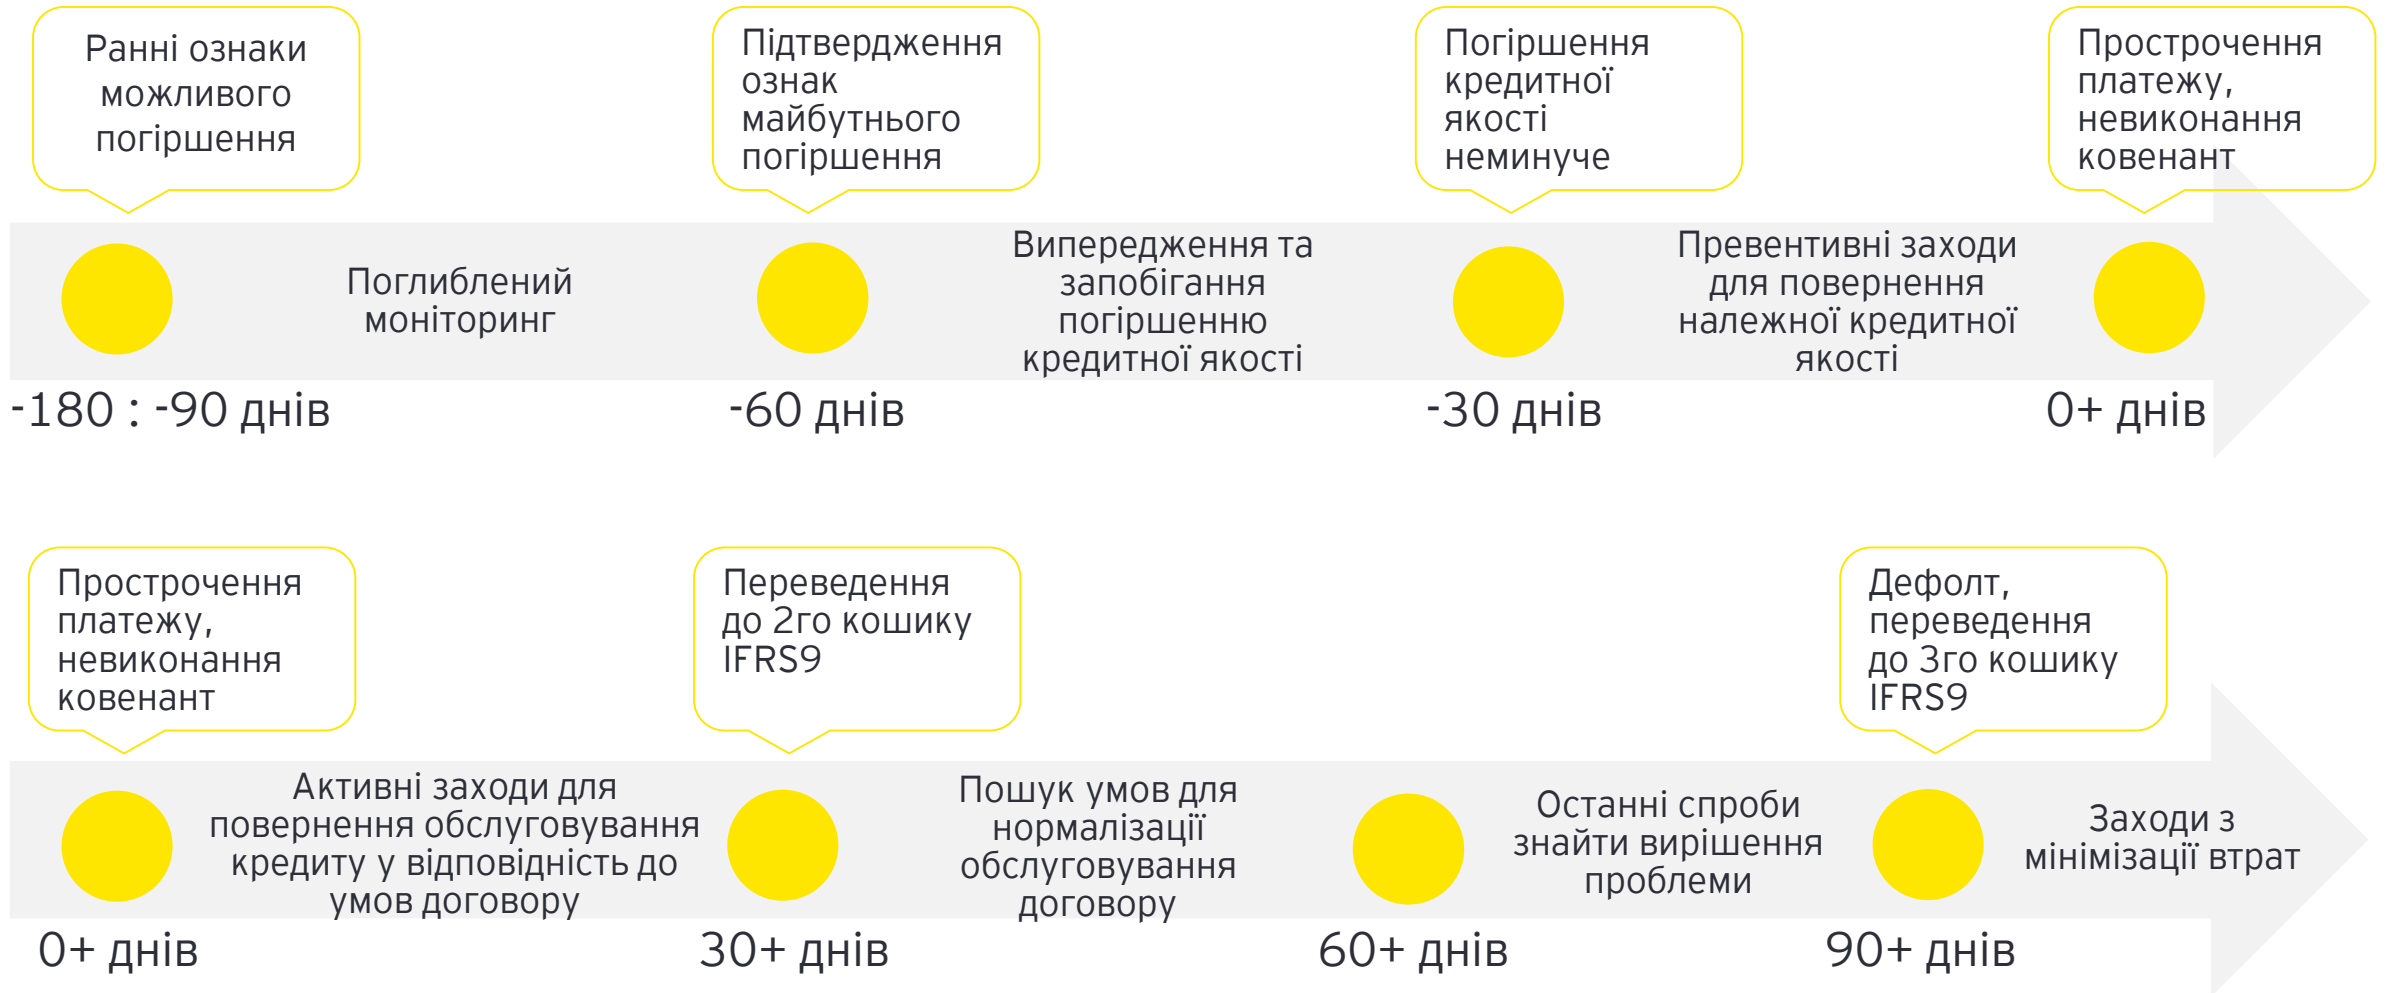 Ранні ознаки
можливого
погіршення
Підтвердження
ознак
майбутнього
погіршення
Погіршення
кредитної
якості
неминуче
Прострочення
платежу,
невиконання
ковенант
Поглиблений
моніторинг
Випередження та
запобігання
погіршенню
кредитної якості
Превентивні заходи
для повернення
належної кредитної
якості
-180 : -90 днів
-60 днів
-30 днів
0+ днів
Прострочення
платежу,
невиконання
ковенант
Переведення
до 2го кошику
IFRS9
Дефолт,
переведення
до 3го кошику
IFRS9
Активні заходи для
повернення обслуговування
кредиту у відповідність до
умов договору
Пошук умов для
нормалізації
обслуговування
договору
Останні спроби
знайти вирішення
проблеми
Заходи з
мінімізації втрат
0+ днів
30+ днів
60+ днів
90+ днів